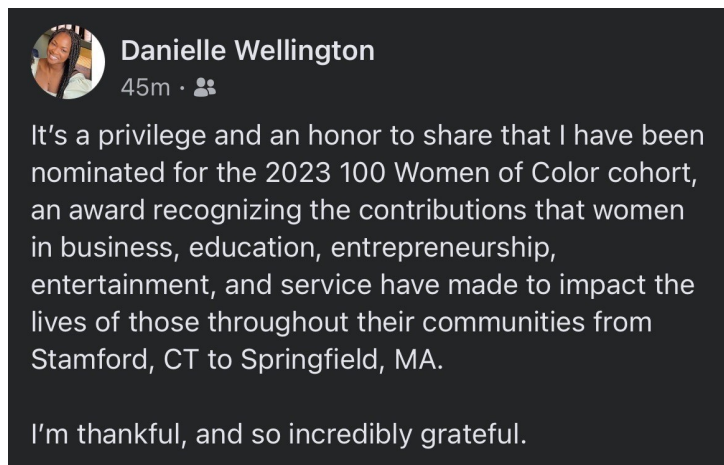 Danielle Wellington
45m ·
It’s a privilege and an honor to share that I have been
nominated for the 2023 100 Women of Color cohort,
an award recognizing the contributions that women
in business, education, entrepreneurship,
entertainment, and service have made to impact the
lives of those throughout their communities from
Stamford, CT to Springfield, MA.
I’m thankful, and so incredibly grateful.